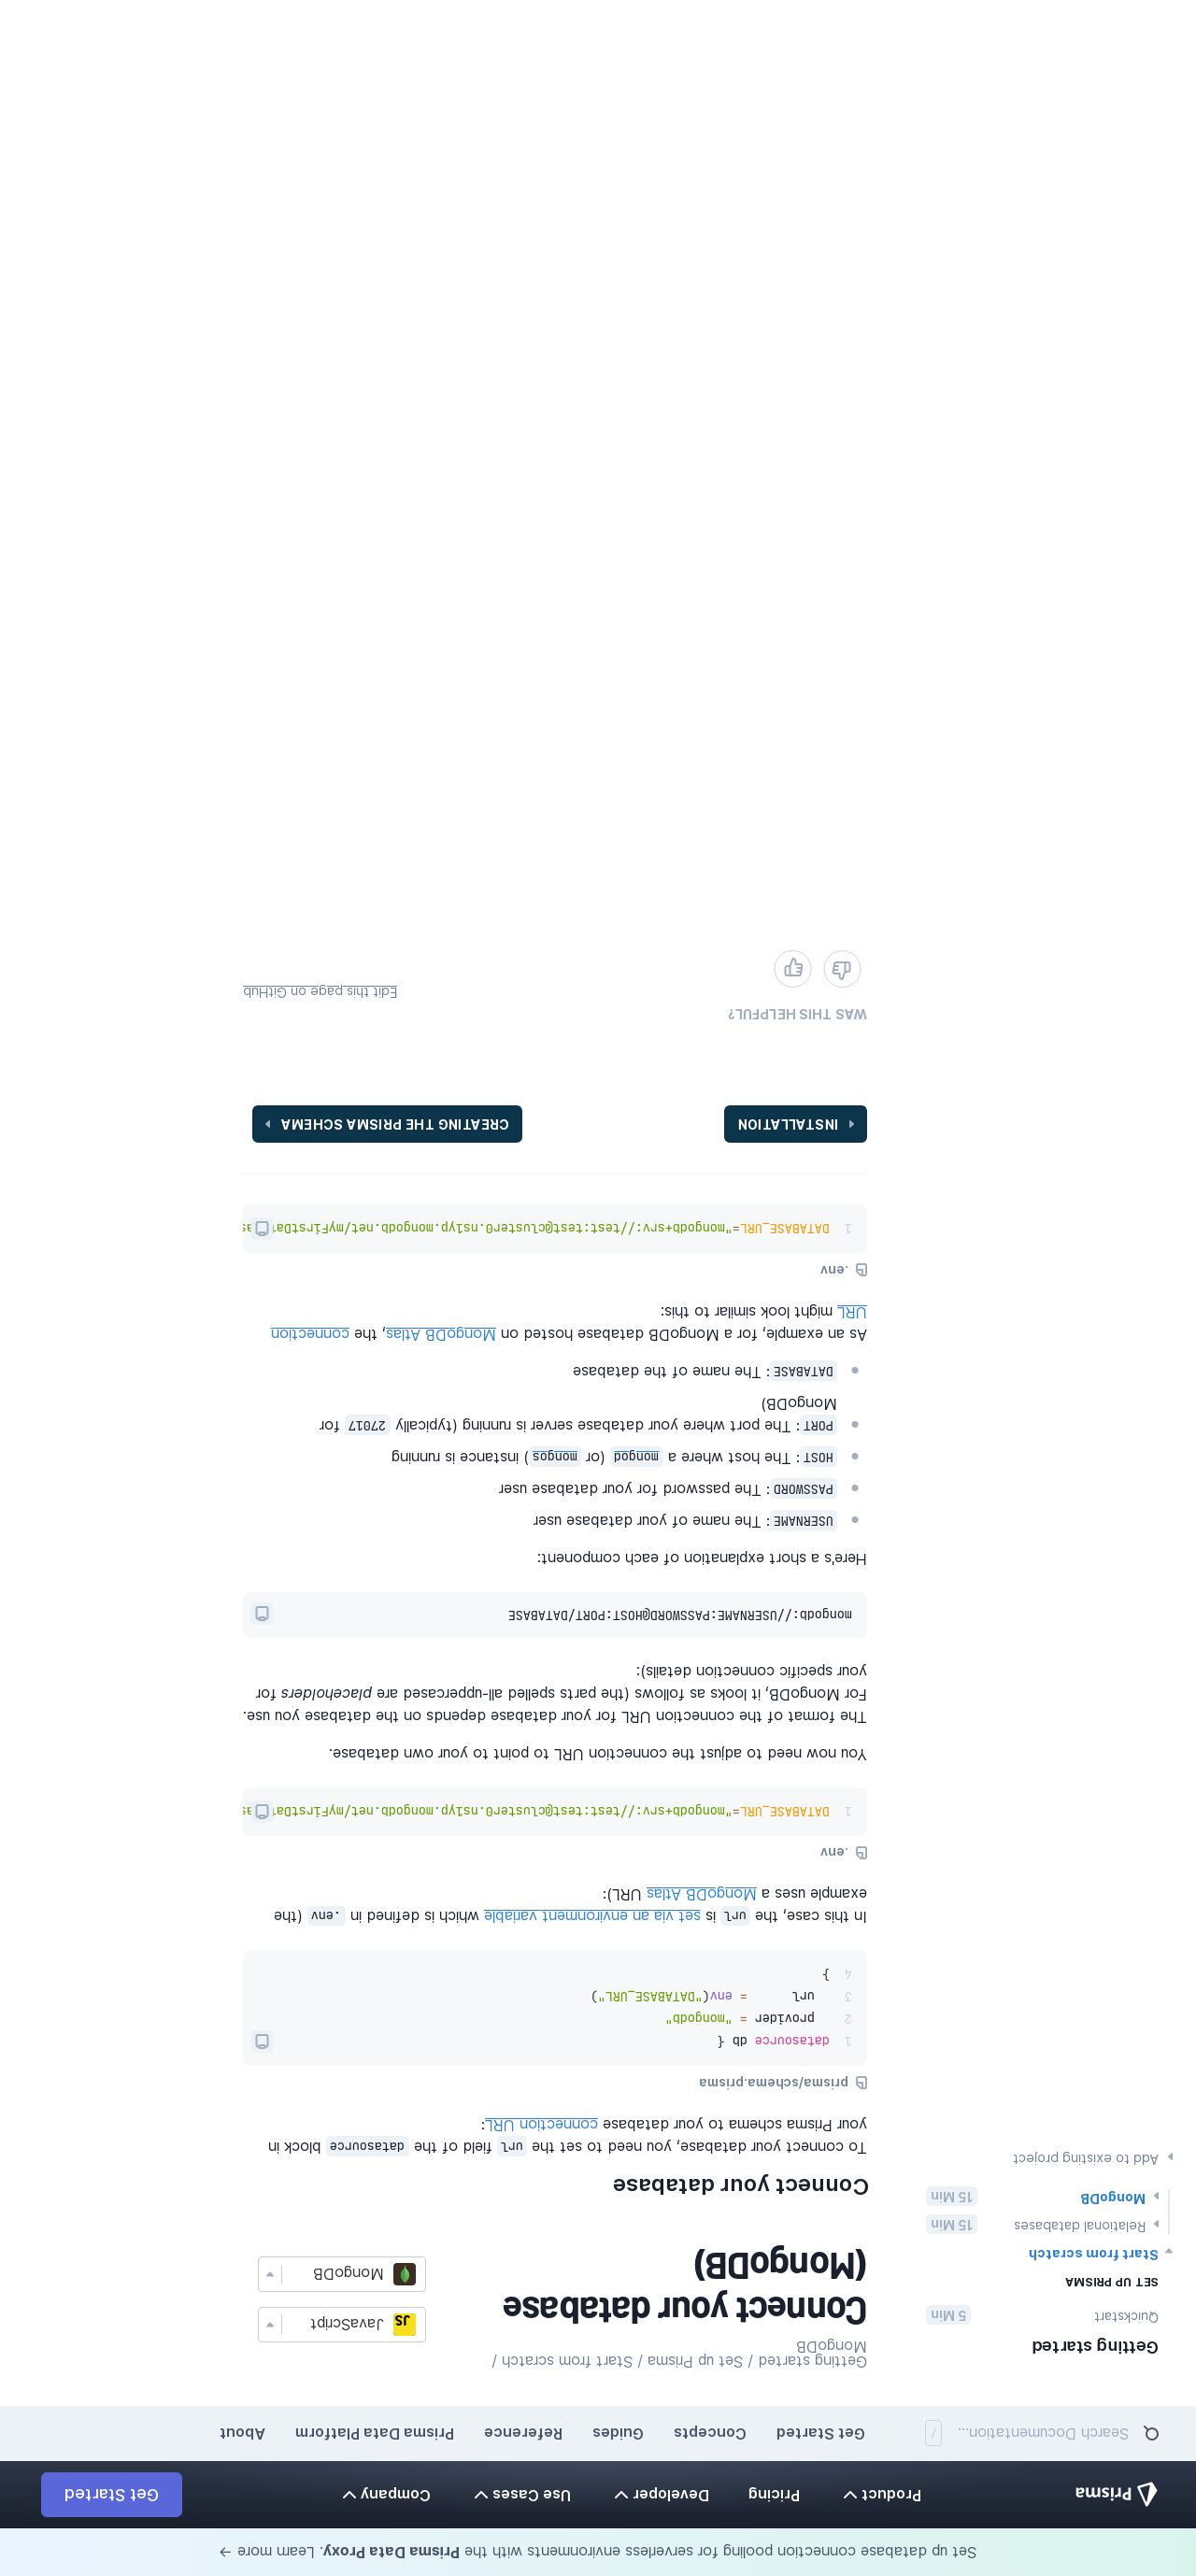 Set up database connection pooling for serverless environments with the Prisma Data Proxy. Learn more →
Prisma
Product
Pricing
Developer
Use Cases
Company
Get Started
Search Documentation...
/
Get Started
Concepts
Guides
Reference
Prisma Data Platform
About
Getting started
Quickstart
5 Min
SET UP PRISMA
Start from scratch
Relational databases
15 Min
MongoDB
15 Min
Add to existing project
Getting started / Set up Prisma / Start from scratch /
MongoDB
Connect your database
(MongoDB)
JS
JavaScript
MongoDB
Connect your database
To connect your database, you need to set the url field of the datasource block in
your Prisma schema to your database connection URL:
prisma/schema.prisma
1 datasource db {
2   provider = "mongodb"
3   url      = env("DATABASE_URL")
4 }
In this case, the url is set via an environment variable which is defined in .env (the
example uses a MongoDB Atlas URL):
.env
1 DATABASE_URL="mongodb+srv://test:test@cluster0.ns1yp.mongodb.net/myFirstDatabas
You now need to adjust the connection URL to point to your own database.
The format of the connection URL for your database depends on the database you use.
For MongoDB, it looks as follows (the parts spelled all-uppercased are placeholders for
your specific connection details):
mongodb://USERNAME:PASSWORD@HOST:PORT/DATABASE
Here's a short explanation of each component:
USERNAME: The name of your database user
PASSWORD: The password for your database user
HOST: The host where a mongod (or mongos) instance is running
PORT: The port where your database server is running (typically 27017 for
MongoDB)
DATABASE: The name of the database
As an example, for a MongoDB database hosted on MongoDB Atlas, the connection
URL might look similar to this:
.env
1 DATABASE_URL="mongodb+srv://test:test@cluster0.ns1yp.mongodb.net/myFirstDatabas
INSTALLATION
CREATING THE PRISMA SCHEMA
WAS THIS HELPFUL?
Edit this page on GitHub